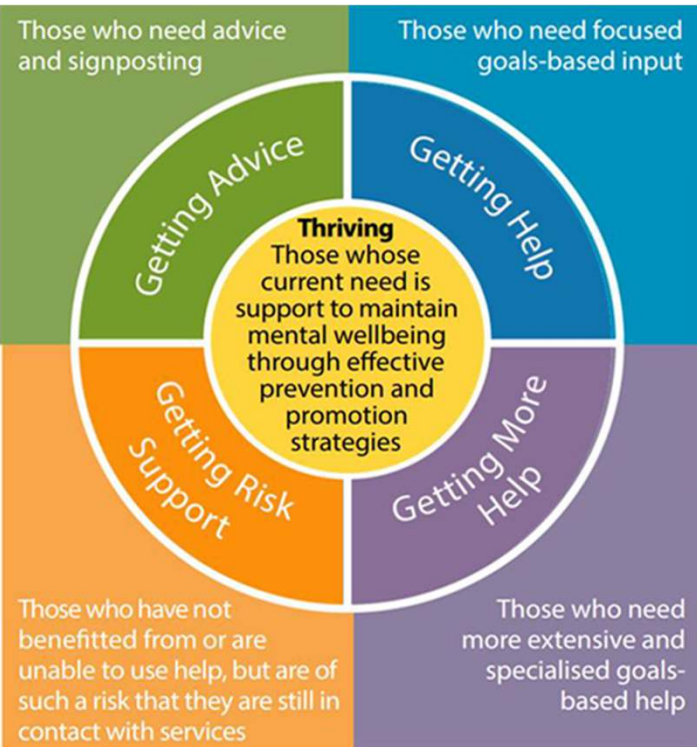 Those who need advice
and signposting
Those who need focused
goals-based input
Getting Advice
Getting Help
Thriving
Those whose
current need is
support to maintain
mental wellbeing
through effective
prevention and
promotion
strategies
Getting Risk
Support
Getting More
Help
Those who have not
benefitted from or are
unable to use help, but are of
such a risk that they are still in
contact with services
Those who need
more extensive and
specialised goals-
based help